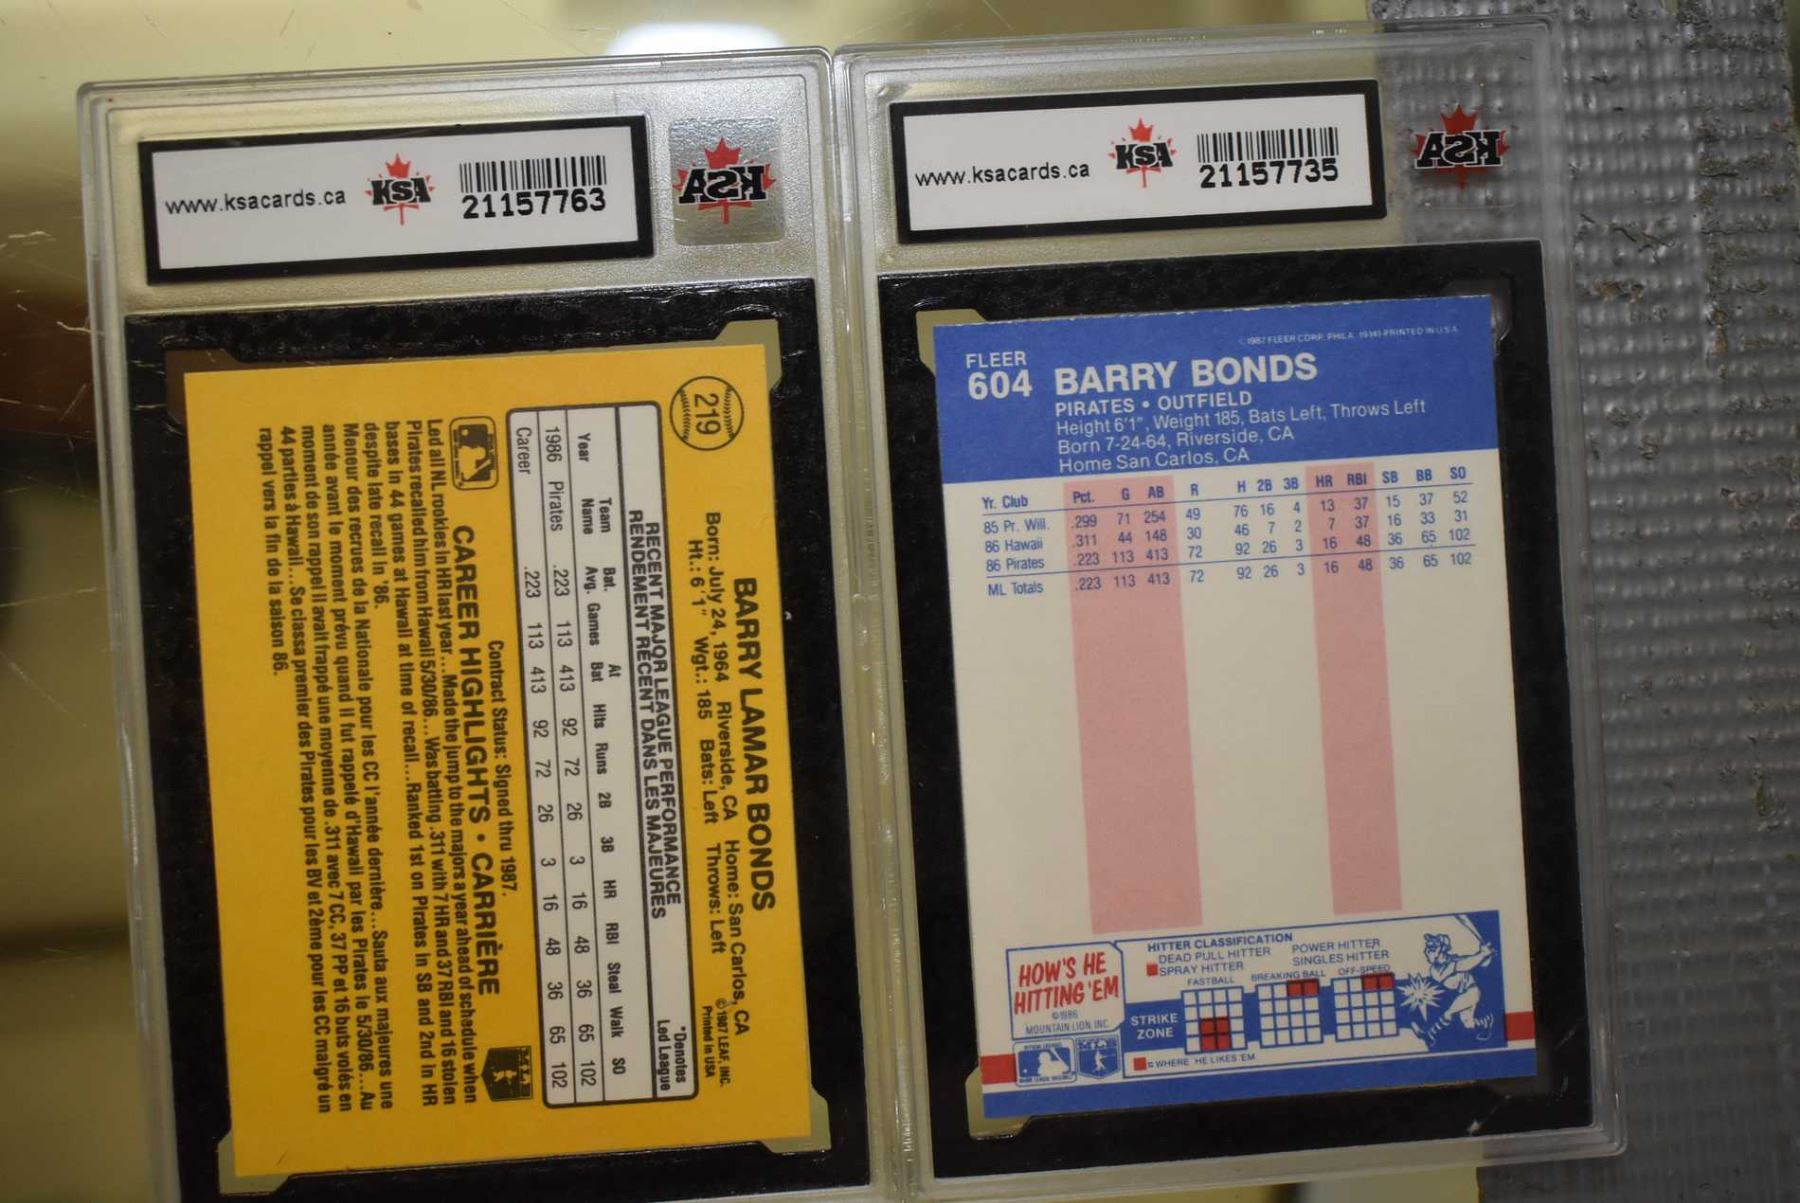 www.ksacards.ca
KSA
21157763
KSA
219
BARRY LAMAR BONDS
Born: July 24, 1964 Riverside, CA Home: San Carlos, CA
Ht.: 6'1" Wgt.: 185 Bats: Left Throws: Left
©1987 LEAF, INC.
Printed in USA
RECENT MAJOR LEAGUE PERFORMANCE
RENDEMENT RÉCENT DANS LES MAJEURES
*Denotes
Led League
Year Team Name Bat. Avg. Games At Bat Hits Runs 2B 3B HR RBI Steal Walk SO
1986 Pirates .223 113 413 92 72 26 3 16 48 36 65 102
Career .223 113 413 92 72 26 3 16 48 36 65 102
Contract Status: Signed thru 1987.
CAREER HIGHLIGHTS • CARRIÈRE
Led all NL rookies in HR last year...Made the jump to the majors a year ahead of schedule when
Pirates recalled him from Hawaii 5/30/86...Was batting .311 with 7 HR and 37 RBI and 16 stolen
bases in 44 games at Hawaii at time of recall...Ranked 1st on Pirates in SB and 2nd in HR
despite late recall in '86.
Meneur des recrues de la Nationale pour les CC l'année dernière...Sauta aux majeures une
année avant le moment prévu quand il fut rappelé d'Hawaii par les Pirates le 5/30/86...Au
moment de son rappel il avait frappé une moyenne de .311 avec 7 CC, 37 PP et 16 buts volés en
44 parties à Hawaii...Se classa premier des Pirates pour les BV et 2ème pour les CC malgré un
rappel vers la fin de la saison 86.
www.ksacards.ca
KSA
21157735
KSA
© 1987 FLEER CORP. PHILA. 19141-PRINTED IN U.S.A.
FLEER
604 BARRY BONDS
PIRATES • OUTFIELD
Height 6'1", Weight 185, Bats Left, Throws Left
Born 7-24-64, Riverside, CA
Home San Carlos, CA
Yr. Club Pct. G AB R H 2B 3B HR RBI SB BB SO
85 Pr. Will. .299 71 254 49 76 16 4 13 37 15 37 52
86 Hawaii .311 44 148 30 46 7 2 7 37 16 33 31
86 Pirates .223 113 413 72 92 26 3 16 48 36 65 102
ML Totals .223 113 413 72 92 26 3 16 48 36 65 102
HOW'S HE
HITTING 'EM
©1986
MOUNTAIN LION, INC.
HITTER CLASSIFICATION
DEAD PULL HITTER POWER HITTER
SPRAY HITTER SINGLES HITTER
FASTBALL BREAKING BALL OFF-SPEED
STRIKE
ZONE
= WHERE HE LIKES 'EM